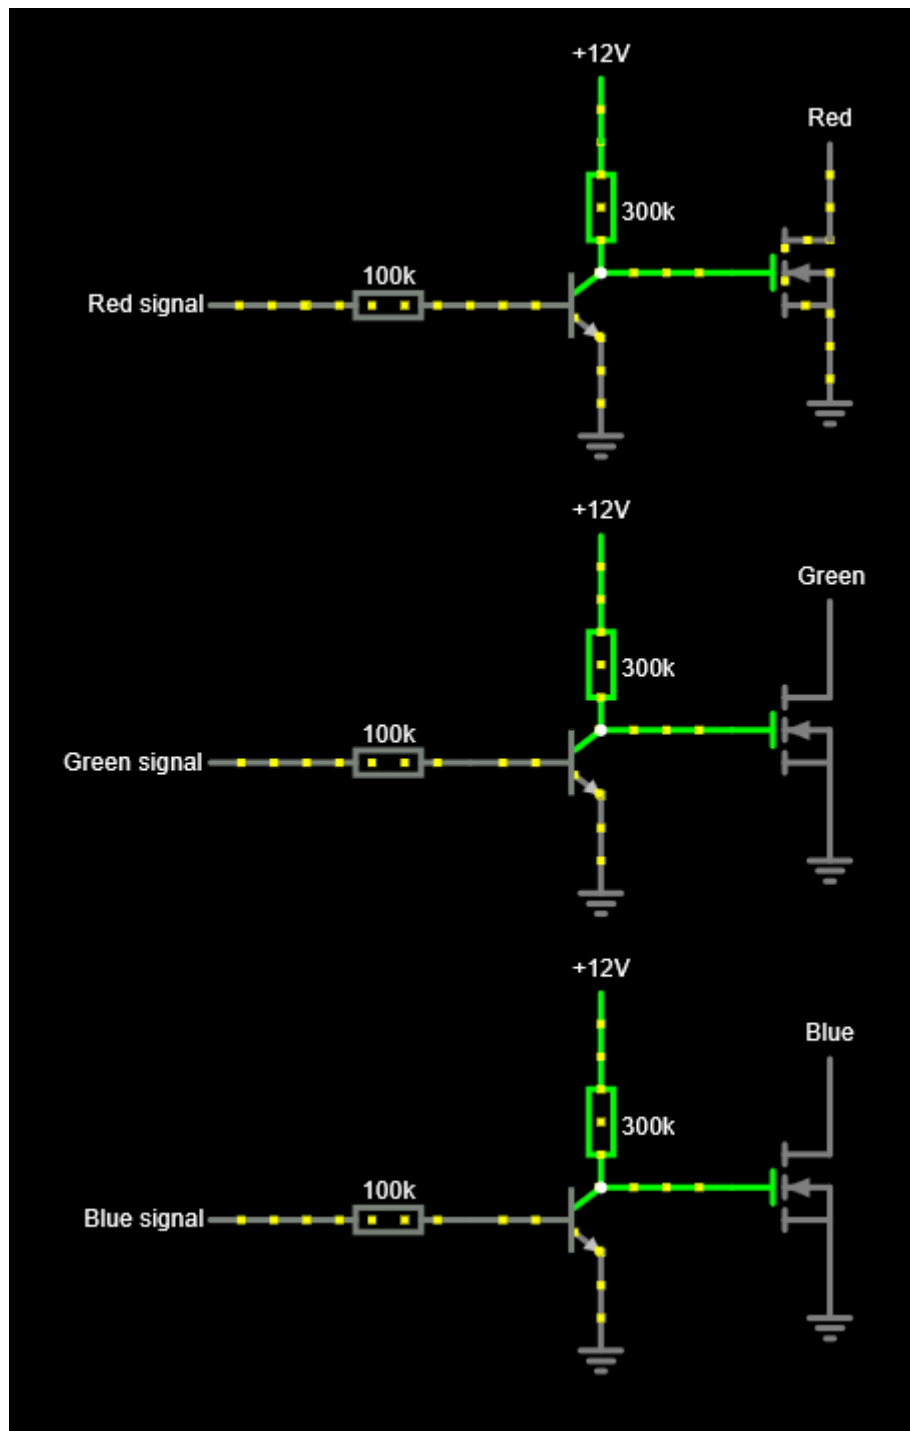 +12V
Red
300k
100k
Red signal
+12V
Green
300k
100k
Green signal
+12V
Blue
300k
100k
Blue signal